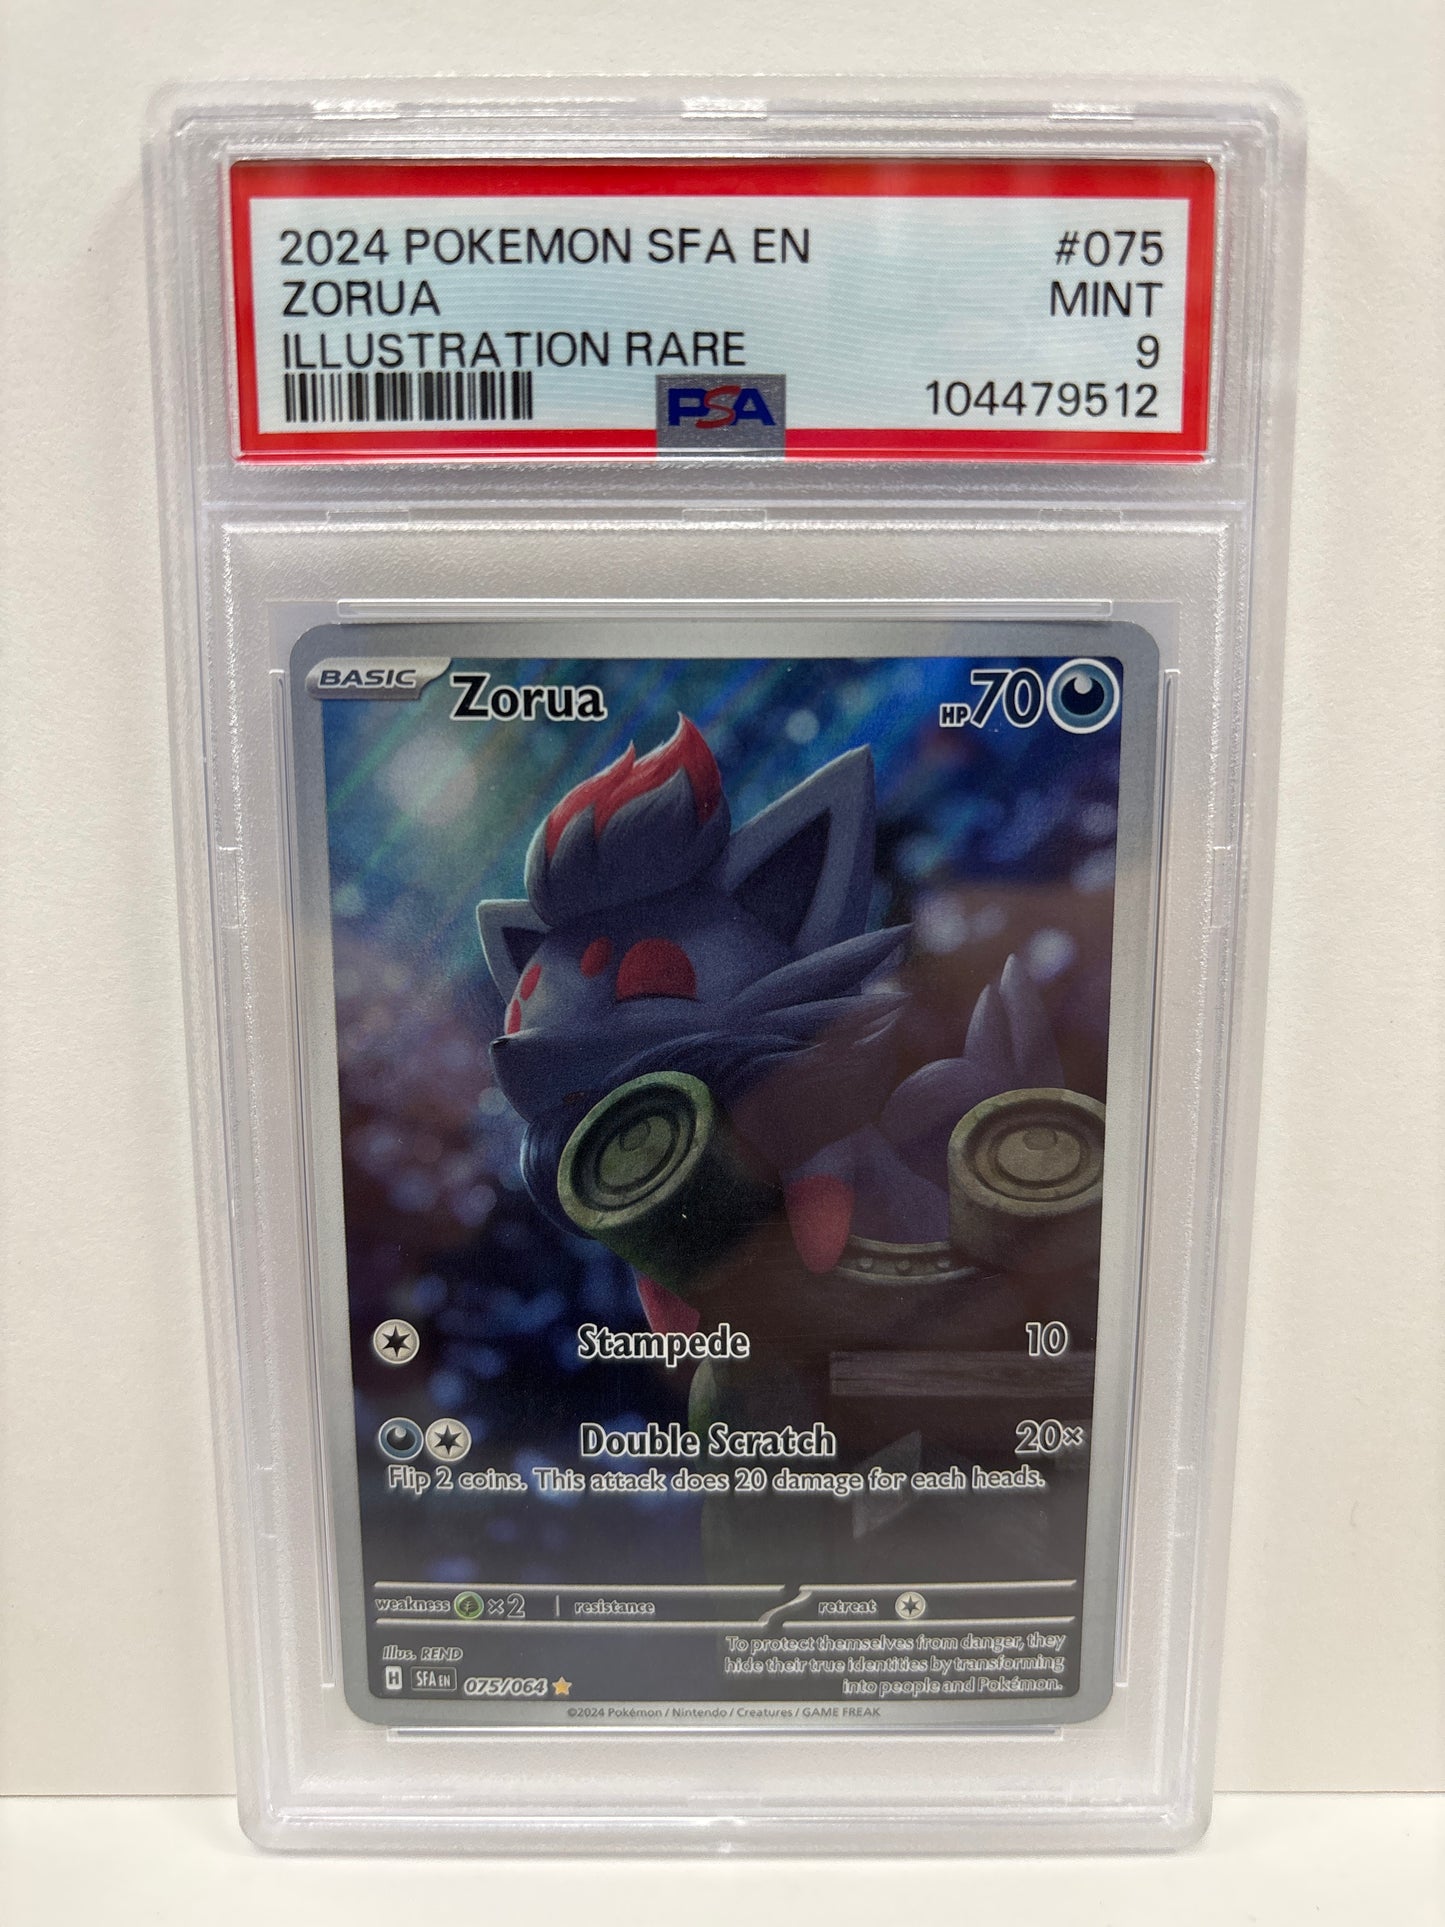 2024 POKEMON SFA EN #075
ZORUA MINT
ILLUSTRATION RARE 9
PSA 104479512
BASIC Zorua HP 70
Stampede 10
Double Scratch 20×
Flip 2 coins. This attack does 20 damage for each heads.
weakness ×2 resistance retreat
Illus. REND
To protect themselves from danger, they
hide their true identities by transforming
into people and Pokémon.
H SFA EN 075/064
©2024 Pokémon / Nintendo / Creatures / GAME FREAK